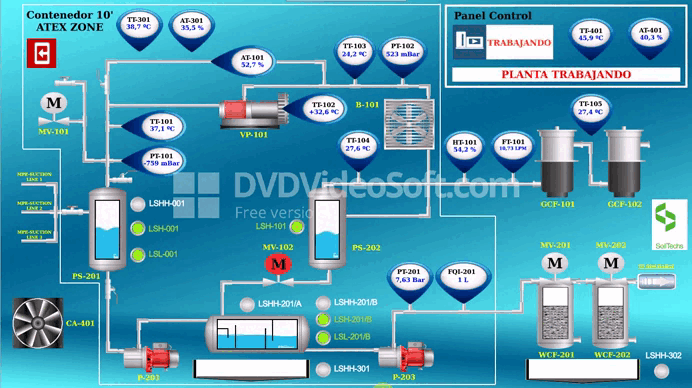 Contenedor 10'
ATEX ZONE
TT-301
38,7 ºC
AT-301
35,5 %
AT-101
52,7 %
TT-103
24,2 ºC
PT-102
523 mBar
Panel Control
TRABAJANDO
TT-401
45,9 ºC
AT-401
40,3 %
PLANTA TRABAJANDO
M
MV-101
TT-101
37,1 ºC
PT-101
-759 mBar
VP-101
TT-102
+32,6 ºC
B-101
TT-104
27,6 ºC
HT-101
54,2 %
FT-101
10,73 LPM
TT-105
27,4 ºC
GCF-101
GCF-102
MPE-SUCTION
LINE 1
MPE-SUCTION
LINE 2
MPE-SUCTION
LINE 3
LSHH-001
LSH-001
LSL-001
PS-201
DVDVideoSoft.com
Free version
LSH-101
PS-202
MV-102
M
SolTechs
PT-201
7,63 Bar
FQI-201
1 L
MV-201
M
MV-202
M
CA-401
P-201
LSHH-201/A
LSHH-201/B
LSH-201/B
LSL-201/B
LSHH-301
P-203
WCF-201
WCF-202
LSHH-302